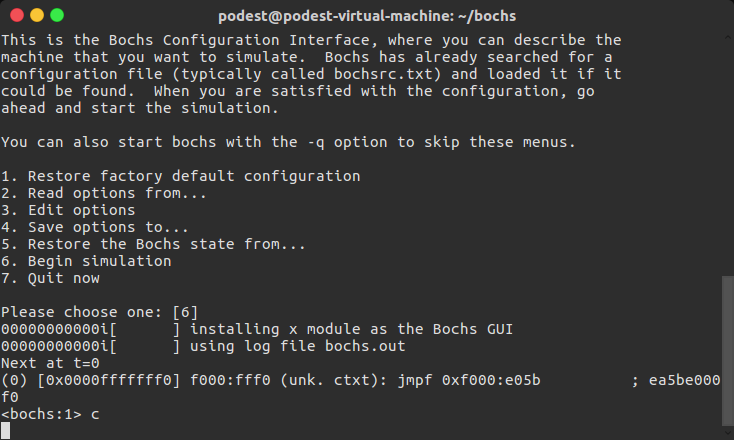 podest@podest-virtual-machine: ~/bochs
This is the Bochs Configuration Interface, where you can describe the
machine that you want to simulate.  Bochs has already searched for a
configuration file (typically called bochsrc.txt) and loaded it if it
could be found.  When you are satisfied with the configuration, go
ahead and start the simulation.

You can also start bochs with the -q option to skip these menus.

1. Restore factory default configuration
2. Read options from...
3. Edit options
4. Save options to...
5. Restore the Bochs state from...
6. Begin simulation
7. Quit now

Please choose one: [6]
00000000000i[      ] installing x module as the Bochs GUI
00000000000i[      ] using log file bochs.out
Next at t=0
(0) [0x0000fffffff0] f000:fff0 (unk. ctxt): jmpf 0xf000:e05b          ; ea5be000
f0
<bochs:1> c